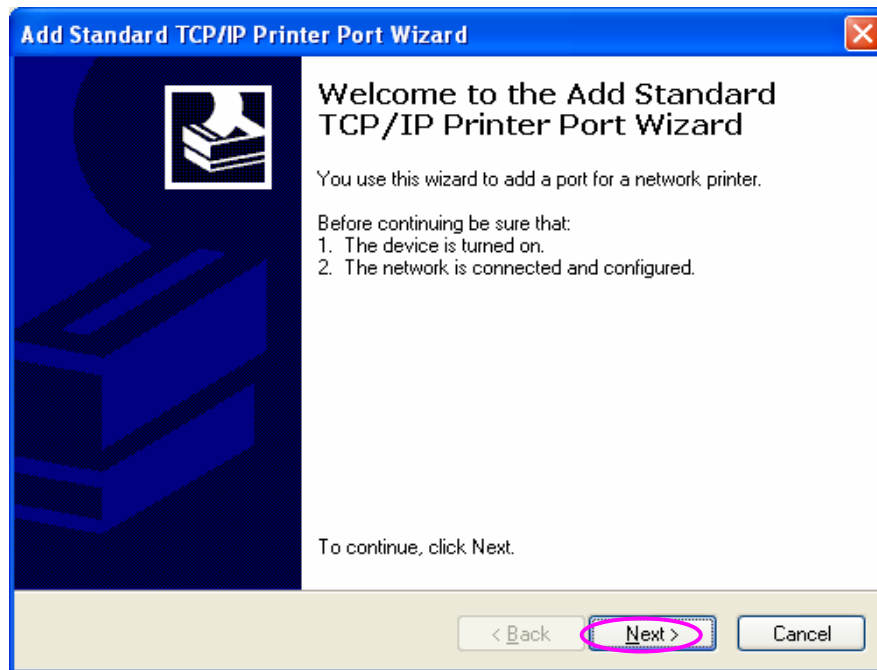 Add Standard TCP/IP Printer Port Wizard
Welcome to the Add Standard
TCP/IP Printer Port Wizard
You use this wizard to add a port for a network printer.
Before continuing be sure that:
1. The device is turned on.
2. The network is connected and configured.
To continue, click Next.
< Back Next > Cancel